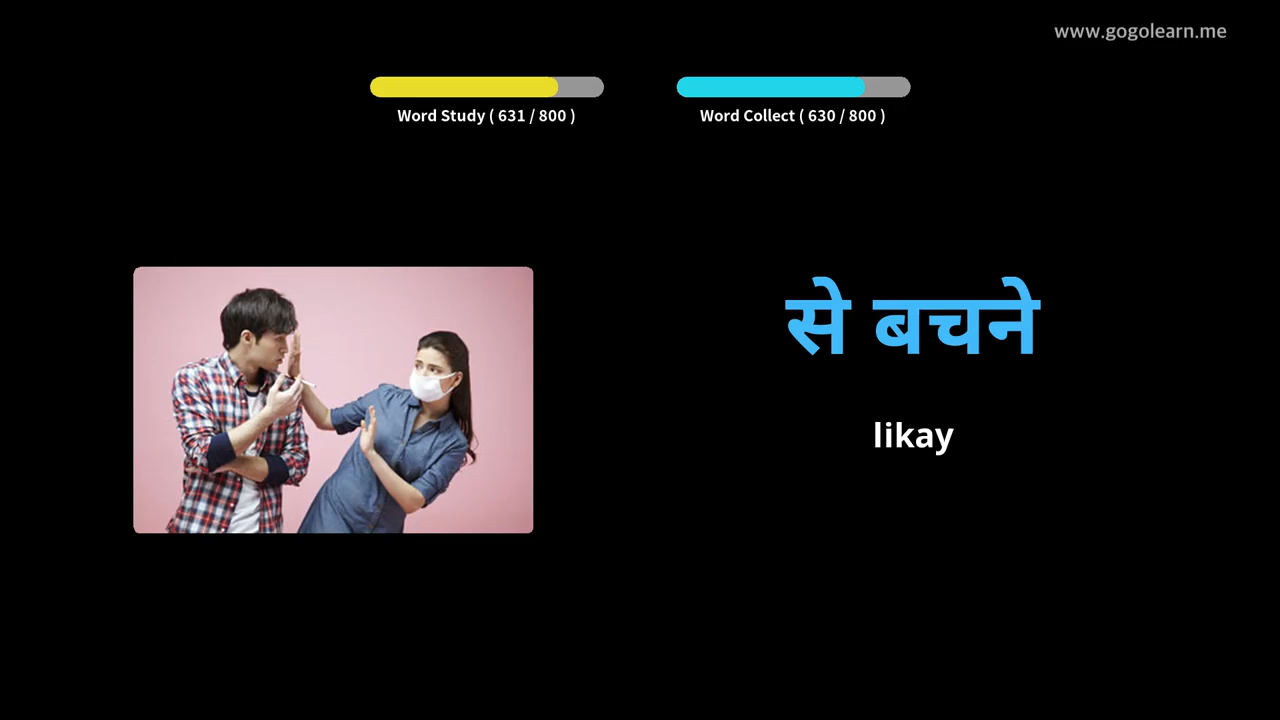 www.gogolearn.me
Word Study ( 631 / 800 )
Word Collect ( 630 / 800 )
से बचने
likay